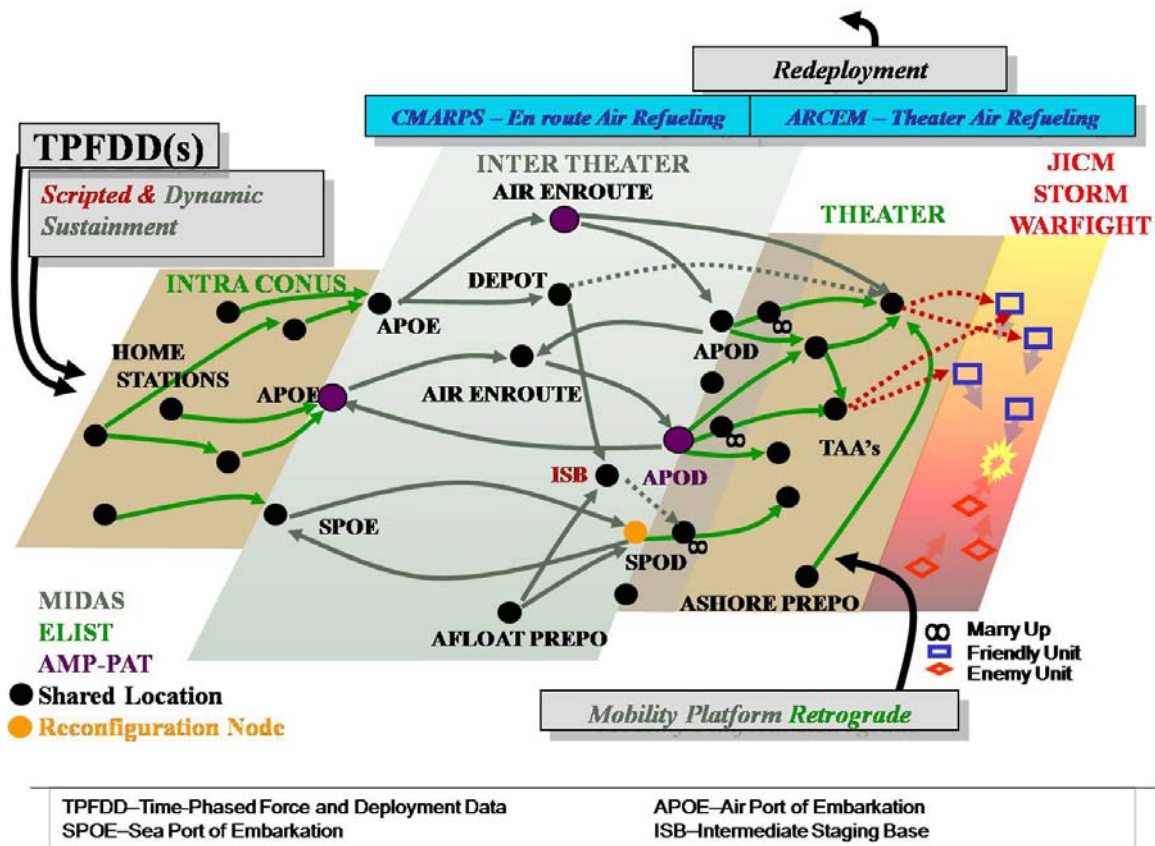 Redeployment
CMARPS – En route Air Refueling
ARCEM – Theater Air Refueling
TPFDD(s)
Scripted & Dynamic
Sustainment
INTER THEATER
AIR ENROUTE
JICM
STORM
WARFIGHT
THEATER
INTRA CONUS
DEPOT
APOE
APOD
HOME
STATIONS
APOE
AIR ENROUTE
TAA's
ISB
APOD
SPOE
SPOD
ASHORE PREPO
AFLOAT PREPO
MIDAS
ELIST
AMP-PAT
Shared Location
Reconfiguration Node
Marry Up
Friendly Unit
Enemy Unit
Mobility Platform Retrograde
TPFDD–Time-Phased Force and Deployment Data
APOE–Air Port of Embarkation
SPOE–Sea Port of Embarkation
ISB–Intermediate Staging Base